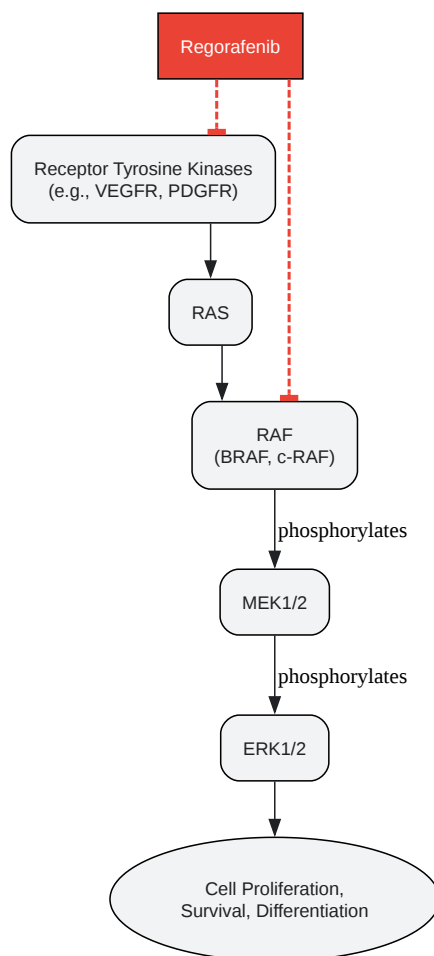 Regorafenib
Receptor Tyrosine Kinases
(e.g., VEGFR, PDGFR)
RAS
RAF
(BRAF, c-RAF)
phosphorylates
MEK1/2
phosphorylates
ERK1/2
Cell Proliferation,
Survival, Differentiation